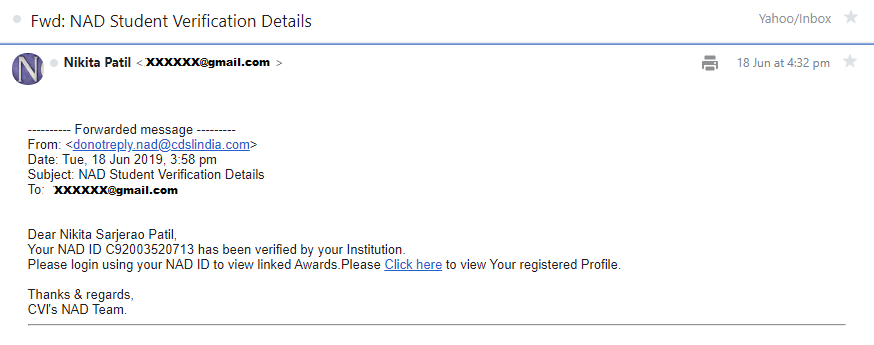 Fwd: NAD Student Verification Details
Yahoo/Inbox
N
Nikita Patil < XXXXXX@gmail.com >
18 Jun at 4:32 pm
---------- Forwarded message ---------
From: <donotreply.nad@cdslindia.com>
Date: Tue, 18 Jun 2019, 3:58 pm
Subject: NAD Student Verification Details
To: XXXXXX@gmail.com
Dear Nikita Sarjerao Patil,
Your NAD ID C92003520713 has been verified by your Institution.
Please login using your NAD ID to view linked Awards.Please Click here to view Your registered Profile.
Thanks & regards,
CVI's NAD Team.